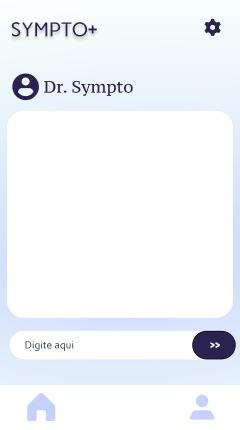 SYMPTO+
Dr. Sympto
Digite aqui
>>